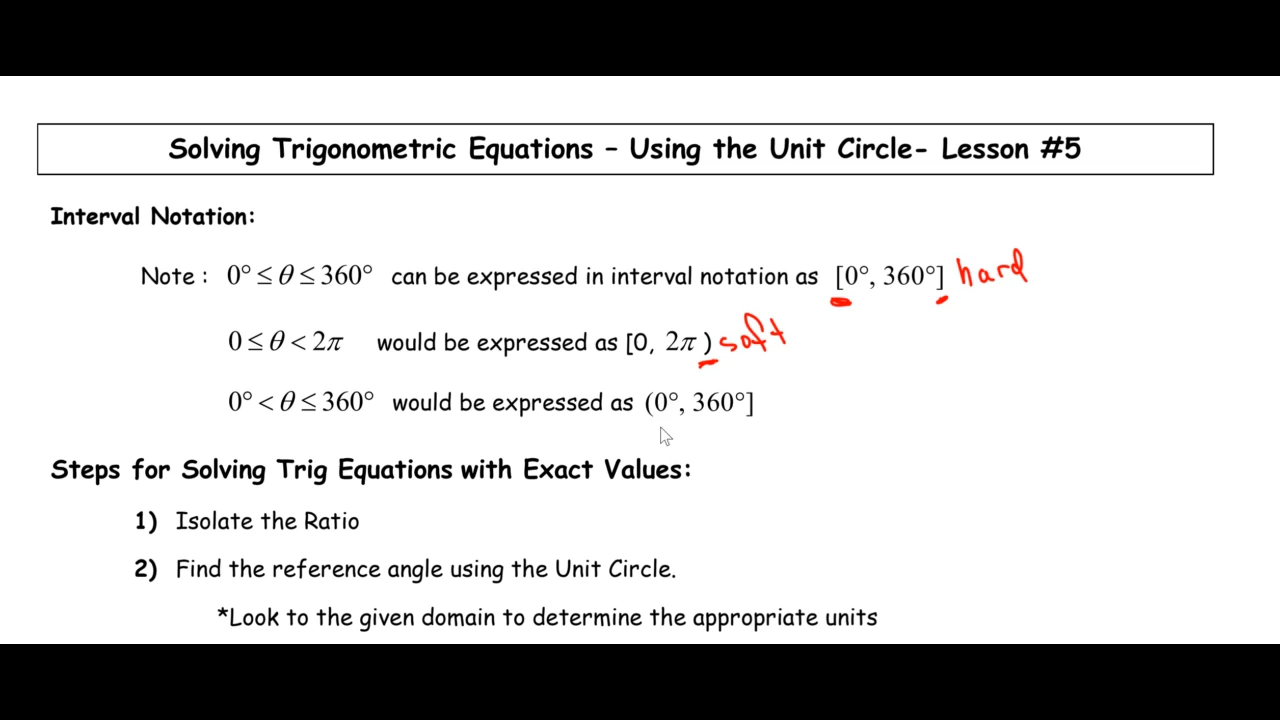 Solving Trigonometric Equations – Using the Unit Circle- Lesson #5
Interval Notation:
Note : 0° ≤ θ ≤ 360° can be expressed in interval notation as [0°, 360°] hard
0 ≤ θ < 2π would be expressed as [0, 2π ) soft
0° < θ ≤ 360° would be expressed as (0°, 360°]
Steps for Solving Trig Equations with Exact Values:
1) Isolate the Ratio
2) Find the reference angle using the Unit Circle.
*Look to the given domain to determine the appropriate units